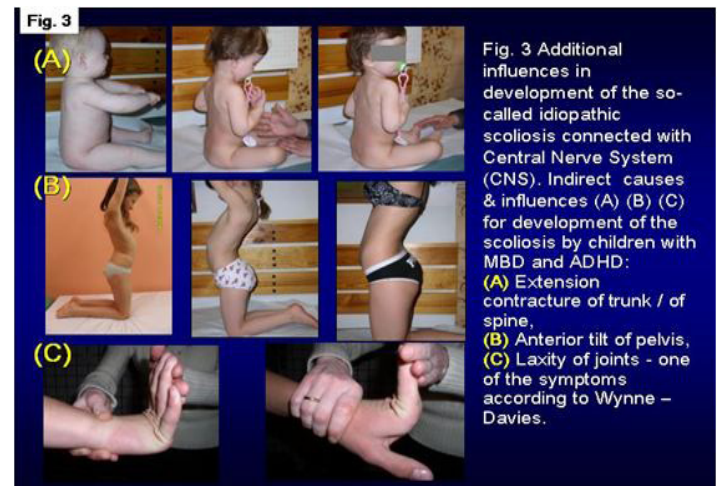 Fig. 3
(A)
(B)
(C)
Fig. 3 Additional
influences in
development of the so-
called idiopathic
scoliosis connected with
Central Nerve System
(CNS). Indirect causes
& influences (A) (B) (C)
for development of the
scoliosis by children with
MBD and ADHD:
(A) Extension
contracture of trunk / of
spine,
(B) Anterior tilt of pelvis,
(C) Laxity of joints - one
of the symptoms
according to Wynne –
Davies.